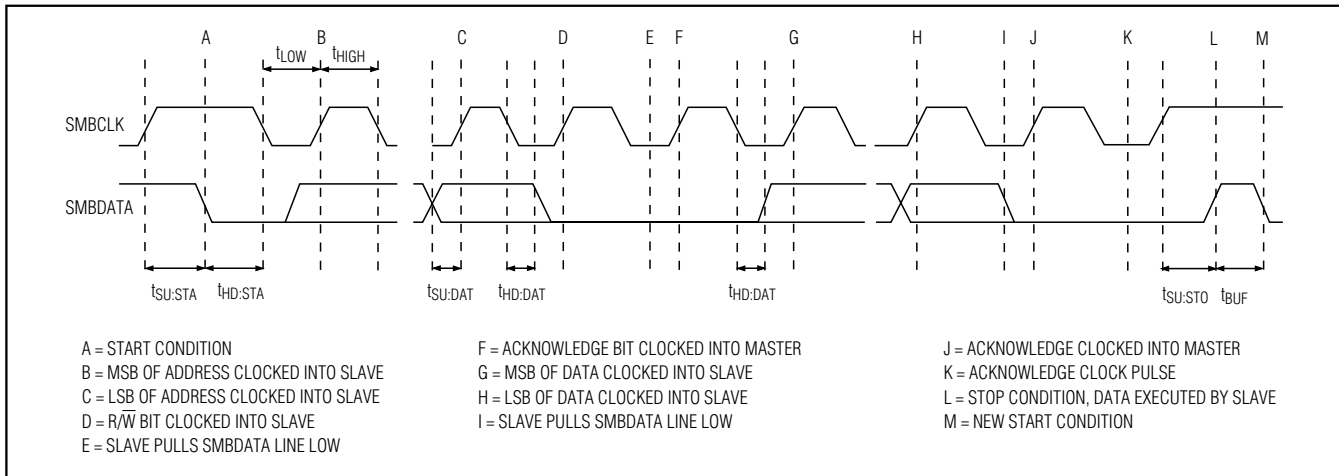 A B C D E F G H I J K L M
tLOW tHIGH
SMBCLK
SMBDATA
tSU:STA tHD:STA tSU:DAT tHD:DAT tHD:DAT tSU:STO tBUF
A = START CONDITION
B = MSB OF ADDRESS CLOCKED INTO SLAVE
C = LSB OF ADDRESS CLOCKED INTO SLAVE
D = R/W̅ BIT CLOCKED INTO SLAVE
E = SLAVE PULLS SMBDATA LINE LOW
F = ACKNOWLEDGE BIT CLOCKED INTO MASTER
G = MSB OF DATA CLOCKED INTO SLAVE
H = LSB OF DATA CLOCKED INTO SLAVE
I = SLAVE PULLS SMBDATA LINE LOW
J = ACKNOWLEDGE CLOCKED INTO MASTER
K = ACKNOWLEDGE CLOCK PULSE
L = STOP CONDITION, DATA EXECUTED BY SLAVE
M = NEW START CONDITION